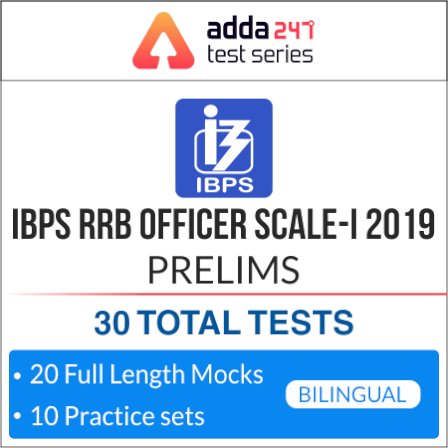 adda 247
test series
IBPS
IBPS RRB OFFICER SCALE-I 2019
PRELIMS
30 TOTAL TESTS
• 20 Full Length Mocks
• 10 Practice sets
BILINGUAL